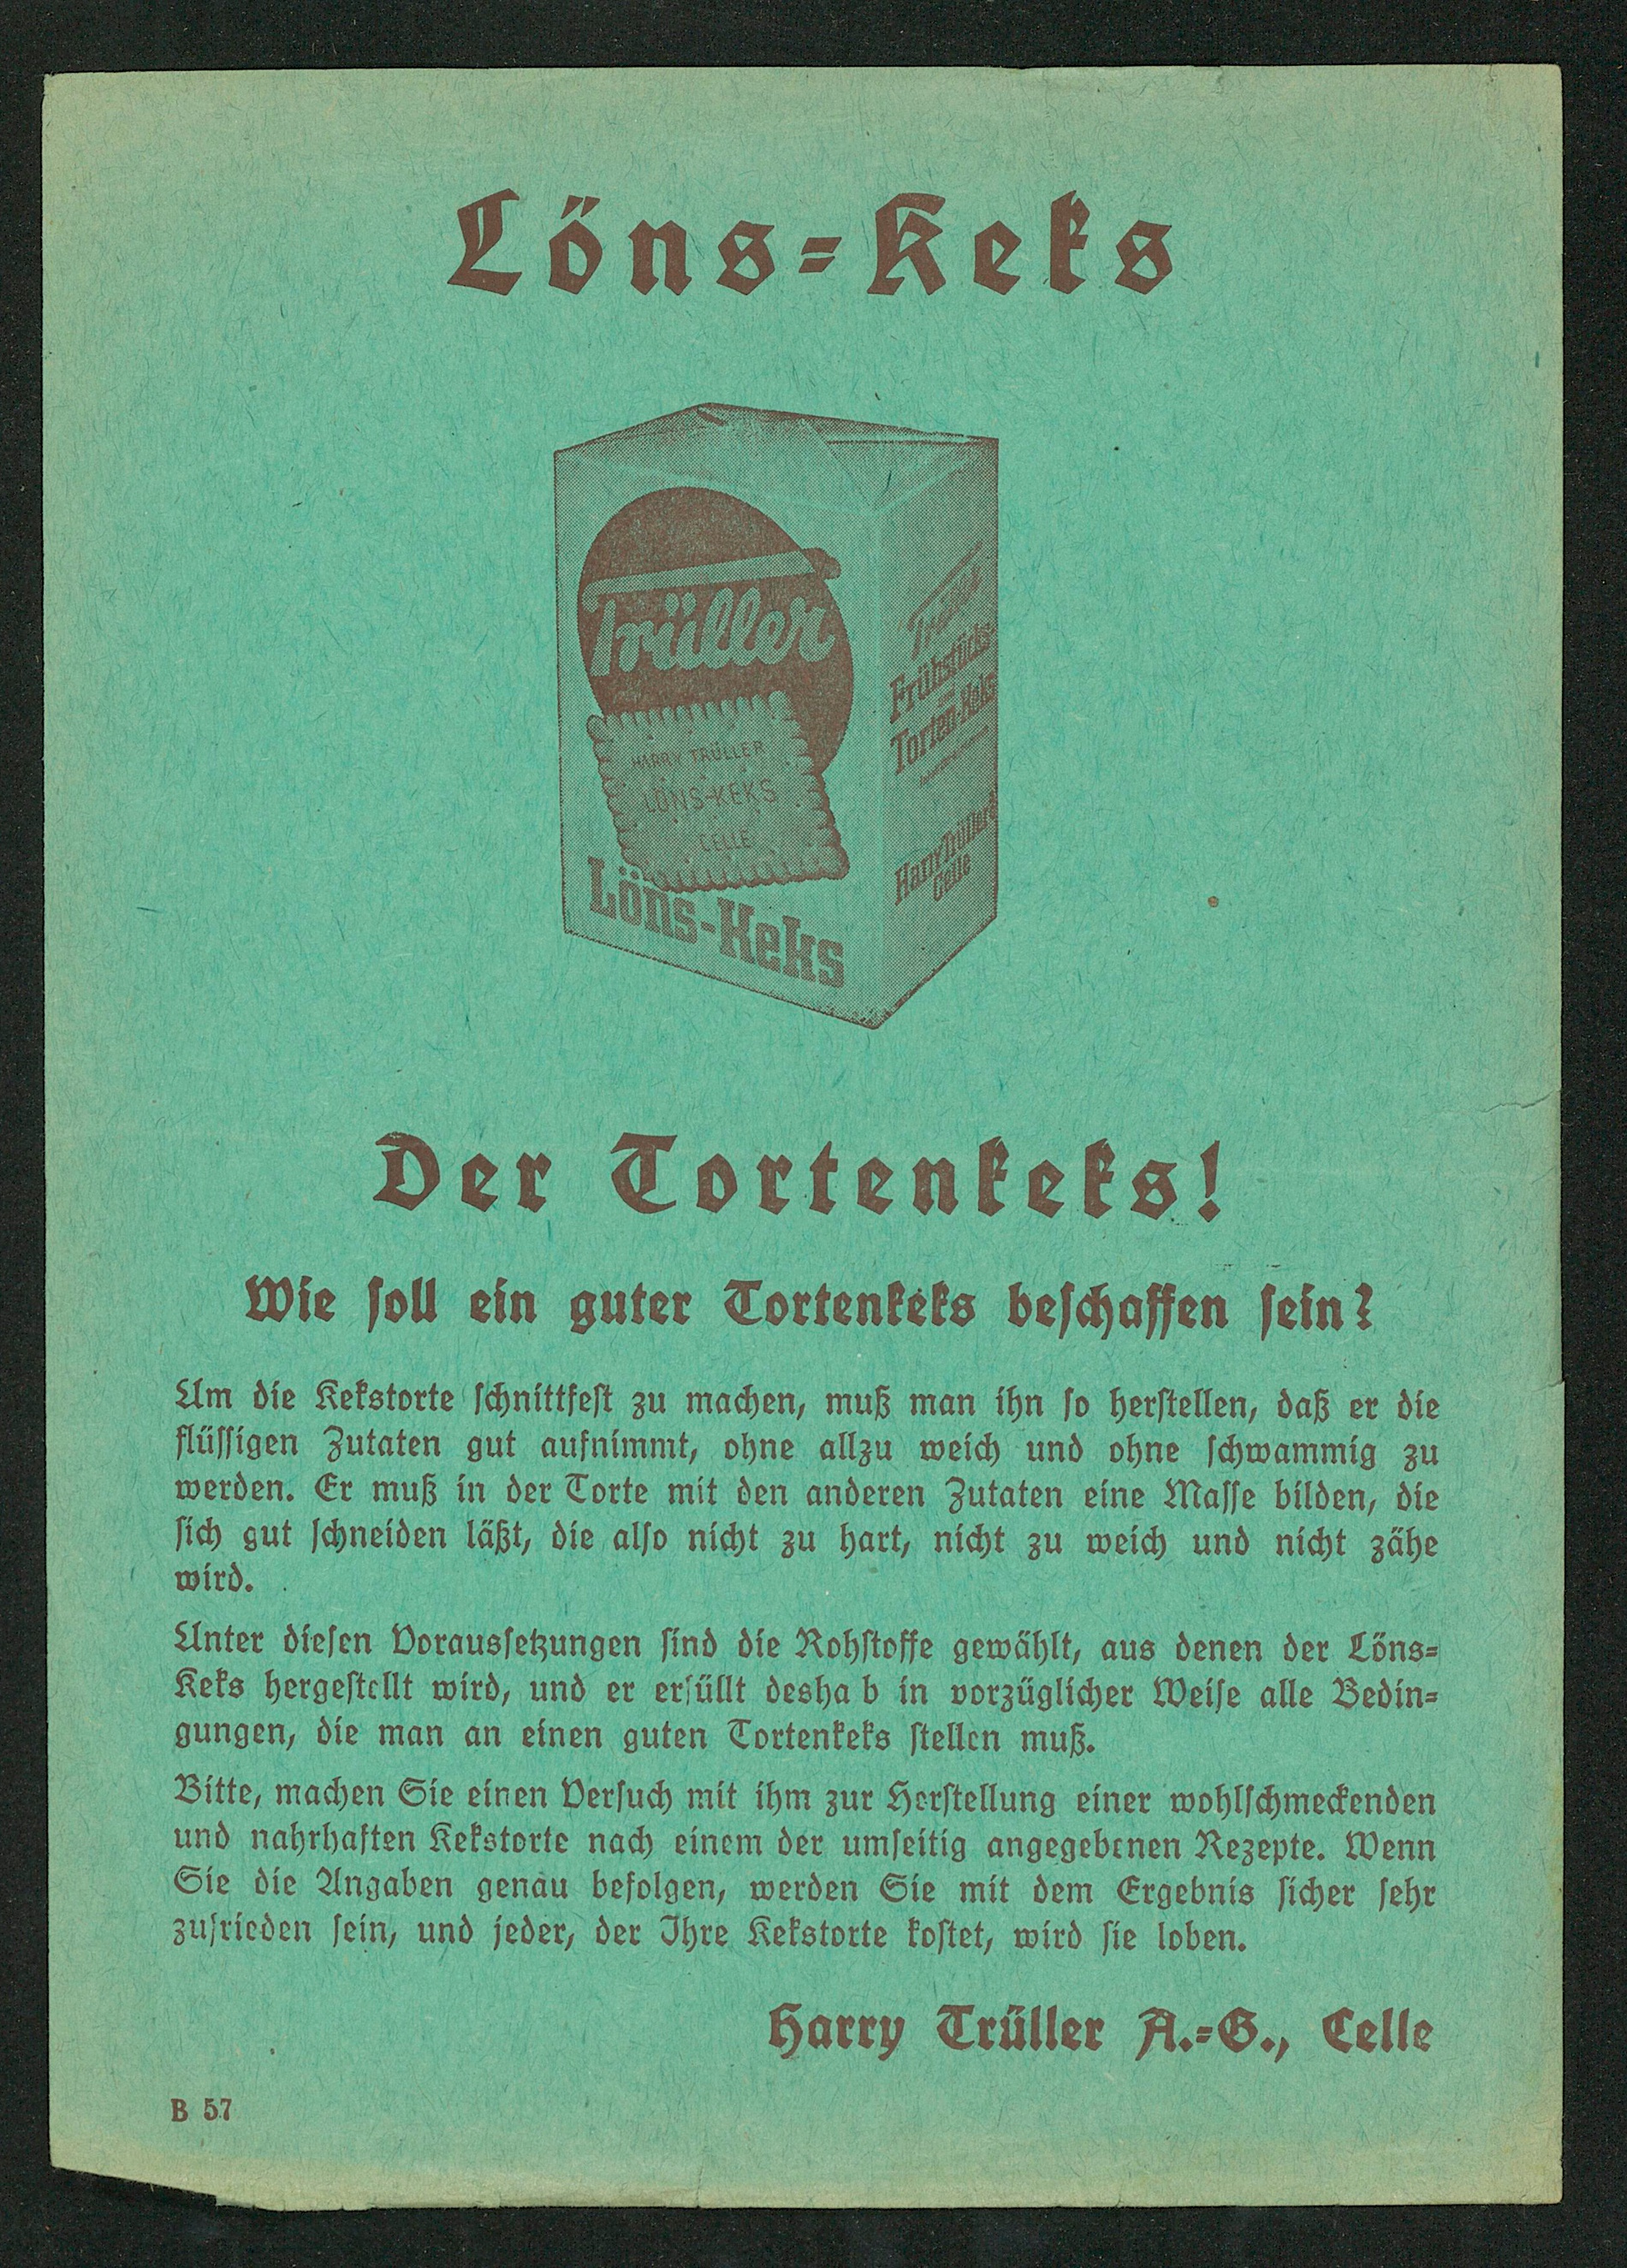 Löns-Keks
Trüller
HARRY TRÜLLER
LÖNS-KEKS
CELLE
Löns-Keks
Trüller
Frühstücks-
und
Torten-Keks
Harry Trüller
Celle
Der Tortenkeks!
Wie soll ein guter Tortenkeks beschaffen sein?
Um die Kekstorte schnittfest zu machen, muß man ihn so herstellen, daß er die
flüssigen Zutaten gut aufnimmt, ohne allzu weich und ohne schwammig zu
werden. Er muß in der Torte mit den anderen Zutaten eine Masse bilden, die
sich gut schneiden läßt, die also nicht zu hart, nicht zu weich und nicht zähe
wird.
Unter diesen Voraussetzungen sind die Rohstoffe gewählt, aus denen der Löns-
Keks hergestellt wird, und er erfüllt desha b in vorzüglicher Weise alle Bedin-
gungen, die man an einen guten Tortenkeks stellen muß.
Bitte, machen Sie einen Versuch mit ihm zur Herstellung einer wohlschmeckenden
und nahrhaften Kekstorte nach einem der umseitig angegebenen Rezepte. Wenn
Sie die Angaben genau befolgen, werden Sie mit dem Ergebnis sicher sehr
zufrieden sein, und jeder, der Ihre Kekstorte kostet, wird sie loben.
Harry Trüller A.-G., Celle
B 57